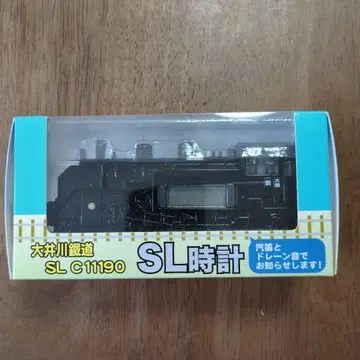 大井川鐵道
SL C11190
SL時計
汽笛と
ドレーン音で
お知らせします!